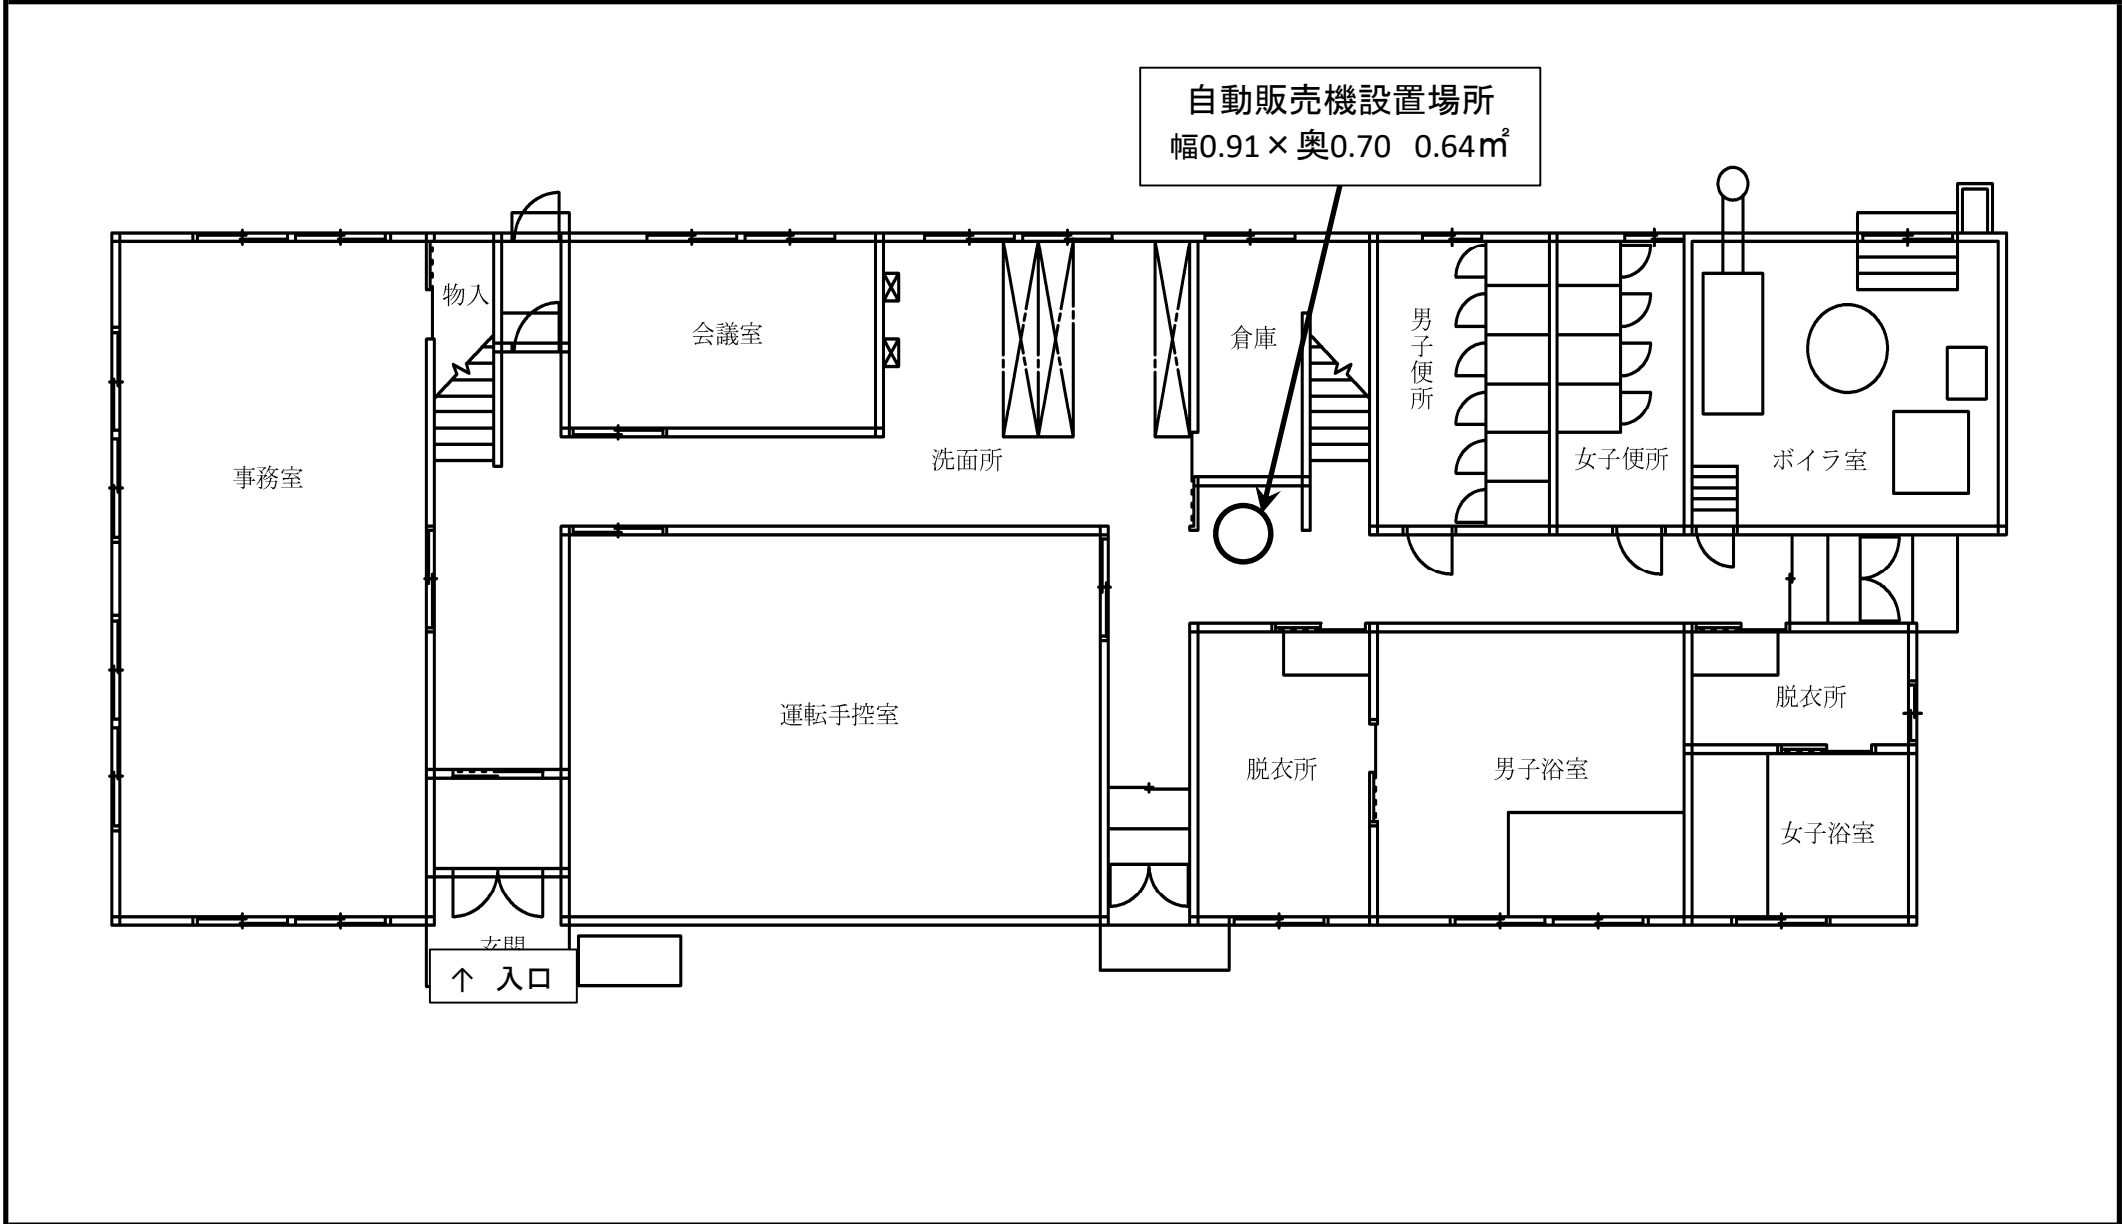 自動販売機設置場所
幅0.91×奥0.70 0.64㎡
物入
会議室
倉庫
男子便所
事務室
洗面所
女子便所
ボイラ室
運転手控室
脱衣所
脱衣所
男子浴室
女子浴室
玄関
↑ 入口